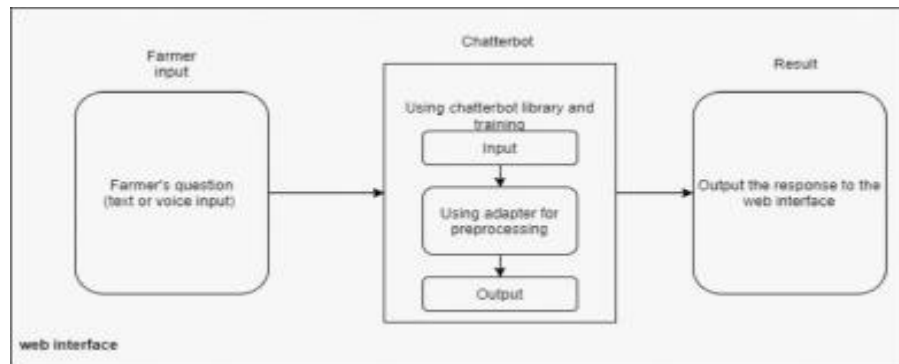 Farmer
input
Farmer's question
(text or voice input)
Chatterbot
Using chatterbot library and
training
Input
Using adapter for
preprocessing
Output
Result
Output the response to the
web interface
web interface